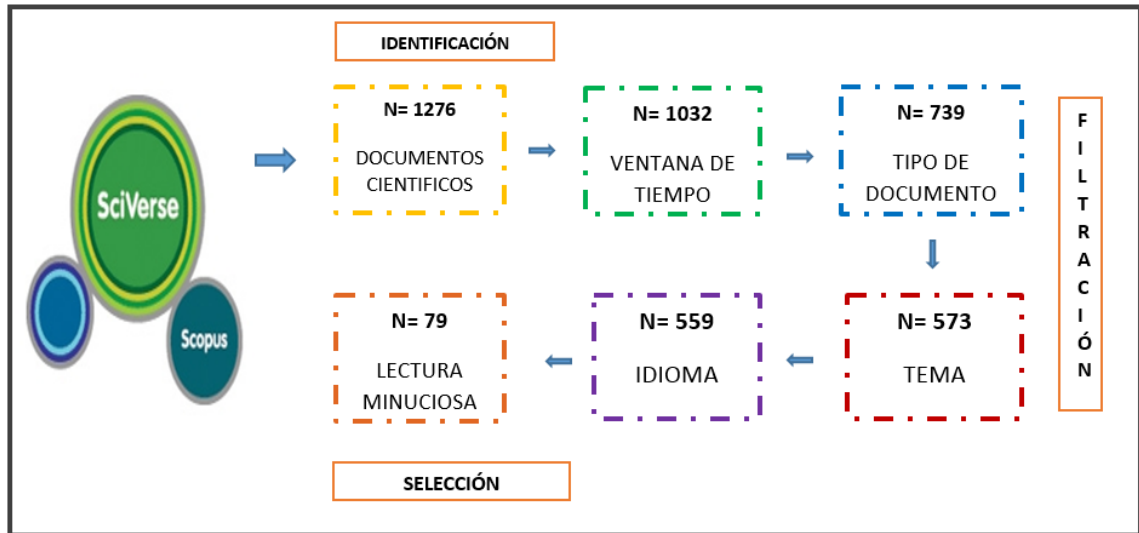 IDENTIFICACIÓN
SciVerse
Scopus
N= 1276
DOCUMENTOS
CIENTIFICOS
N= 1032
VENTANA DE
TIEMPO
N= 739
TIPO DE
DOCUMENTO
F
I
L
T
R
A
C
I
Ó
N
N= 573
TEMA
N= 559
IDIOMA
N= 79
LECTURA
MINUCIOSA
SELECCIÓN